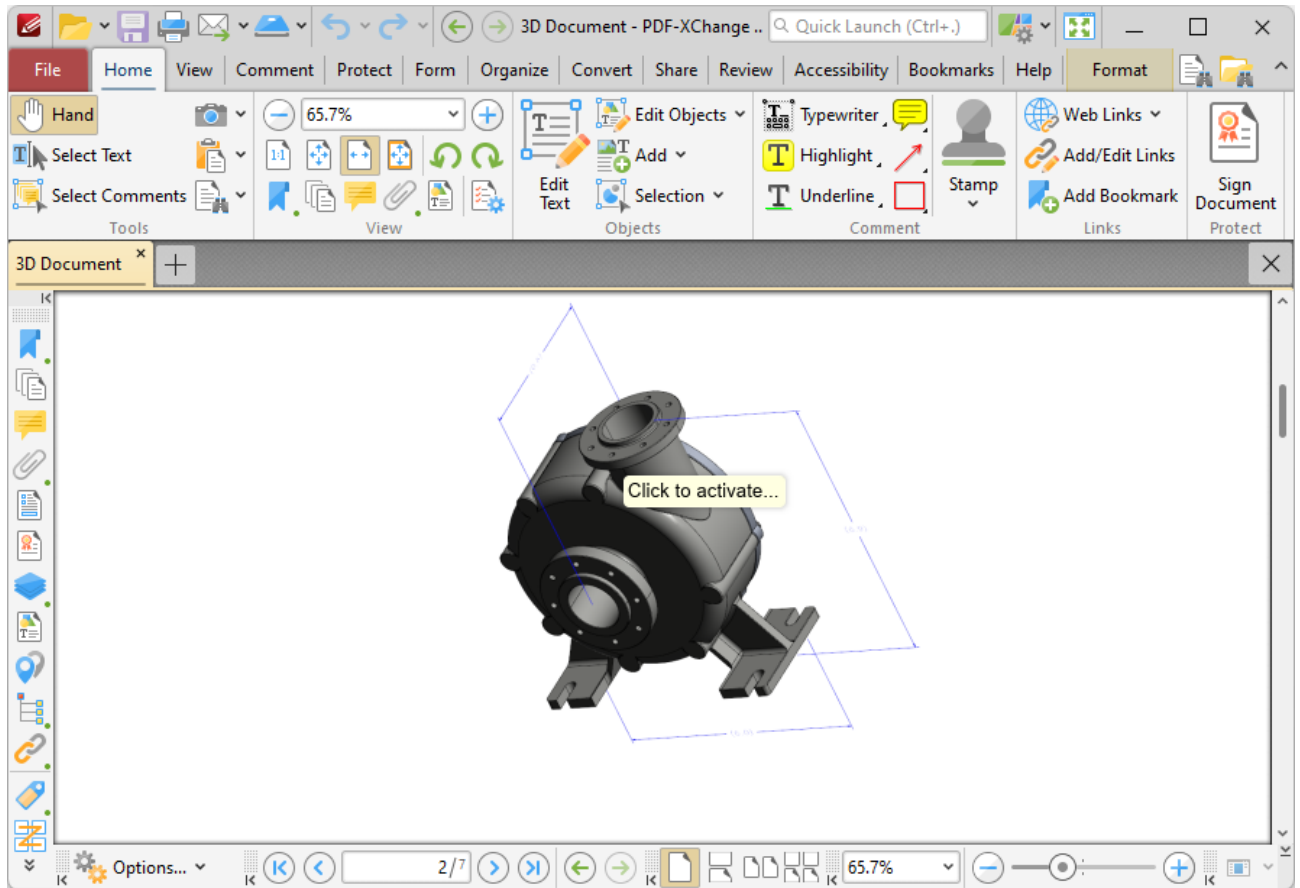 3D Document - PDF-XChange ..
Quick Launch (Ctrl+.)
File Home View Comment Protect Form Organize Convert Share Review Accessibility Bookmarks Help Format
Hand
Select Text
Select Comments
Tools
65.7%
1:1
View
Edit
Text
Edit Objects
Add
Selection
Objects
Typewriter
Highlight
Underline
Stamp
Comment
Web Links
Add/Edit Links
Add Bookmark
Links
Sign
Document
Protect
3D Document
Click to activate...
Options...
2/7
65.7%